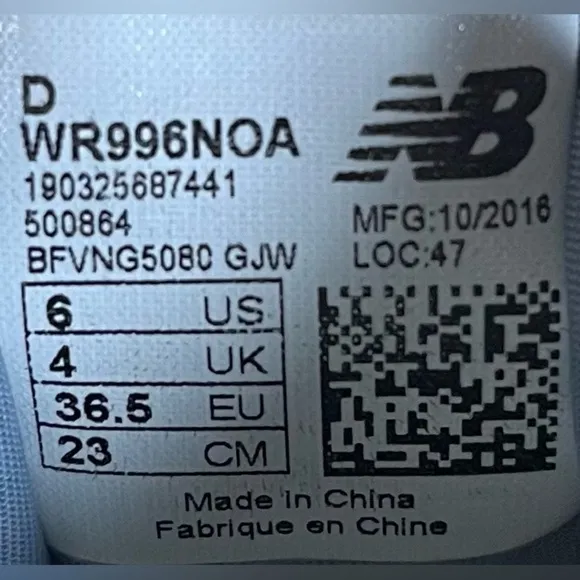 D
NB
WR996NOA
190325687441
500864
MFG:10/2016
BFVNG5080 GJW
LOC:47
6 US
4 UK
36.5 EU
23 CM
Made in China
Fabrique en Chine